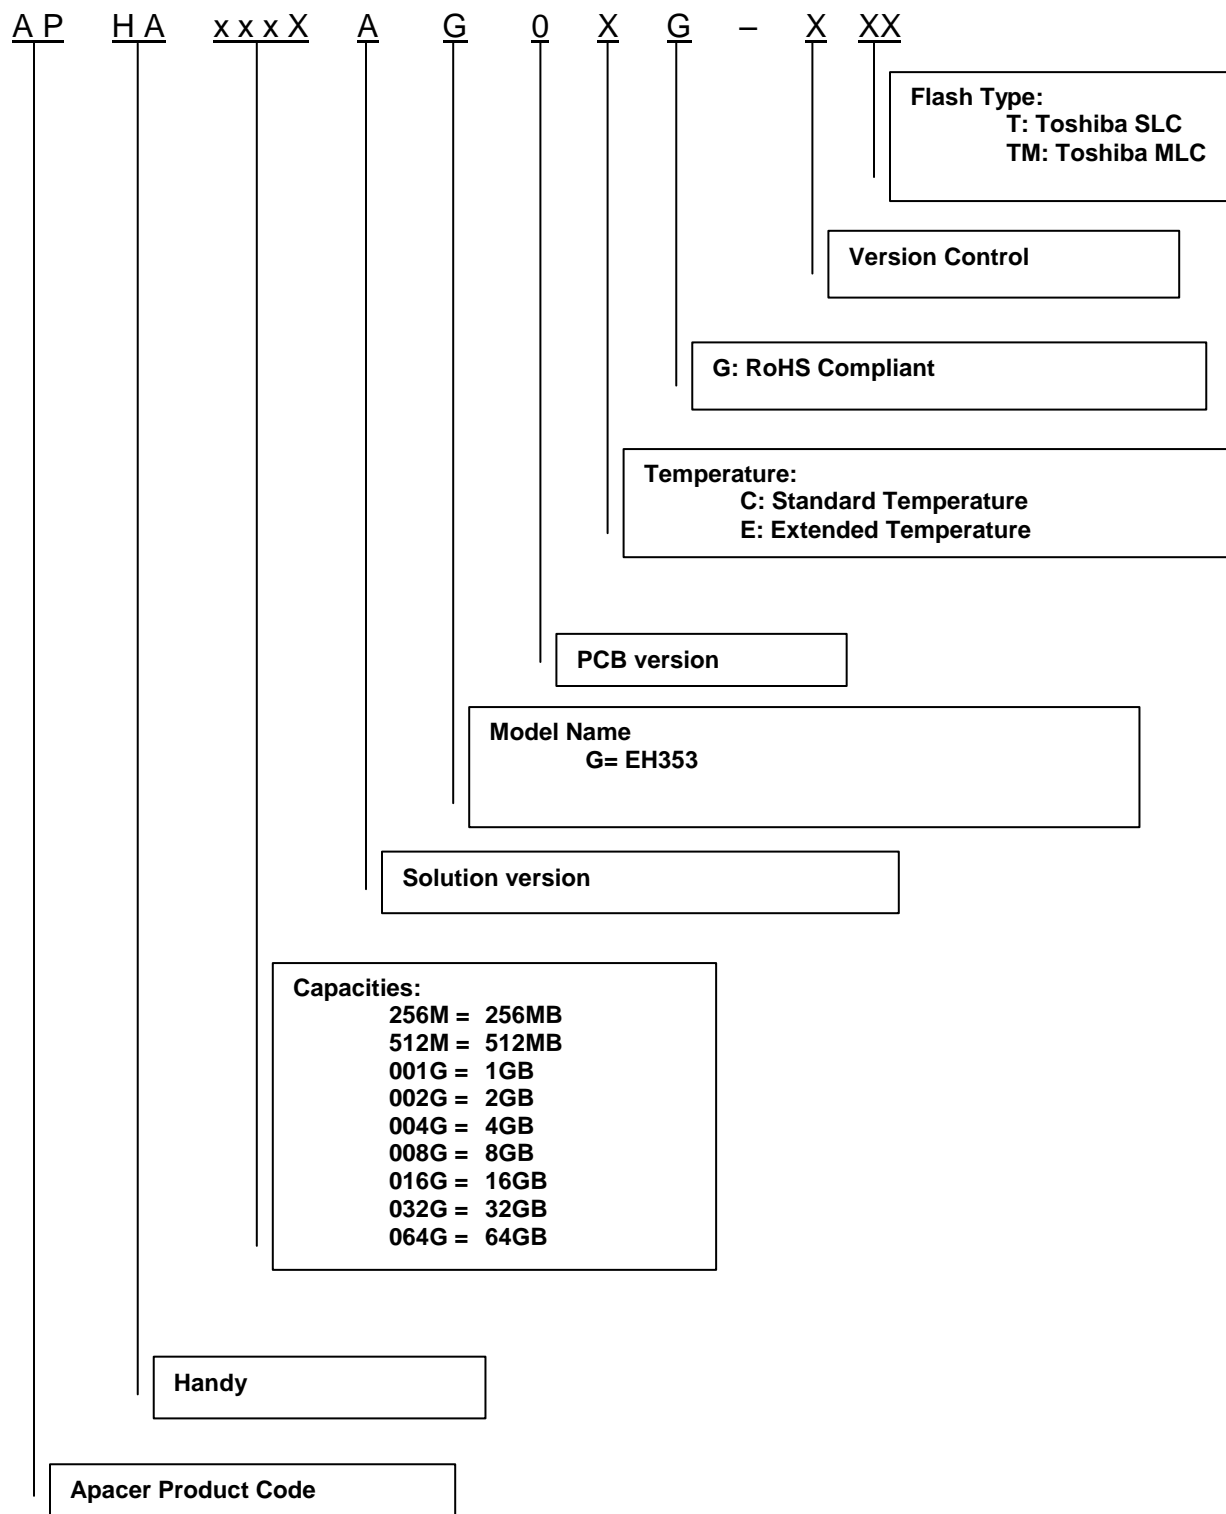 A P H A x x x X A G 0 X G – X XX
Flash Type:
T: Toshiba SLC
TM: Toshiba MLC
Version Control
G: RoHS Compliant
Temperature:
C: Standard Temperature
E: Extended Temperature
PCB version
Model Name
G= EH353
Solution version
Capacities:
256M = 256MB
512M = 512MB
001G = 1GB
002G = 2GB
004G = 4GB
008G = 8GB
016G = 16GB
032G = 32GB
064G = 64GB
Handy
Apacer Product Code